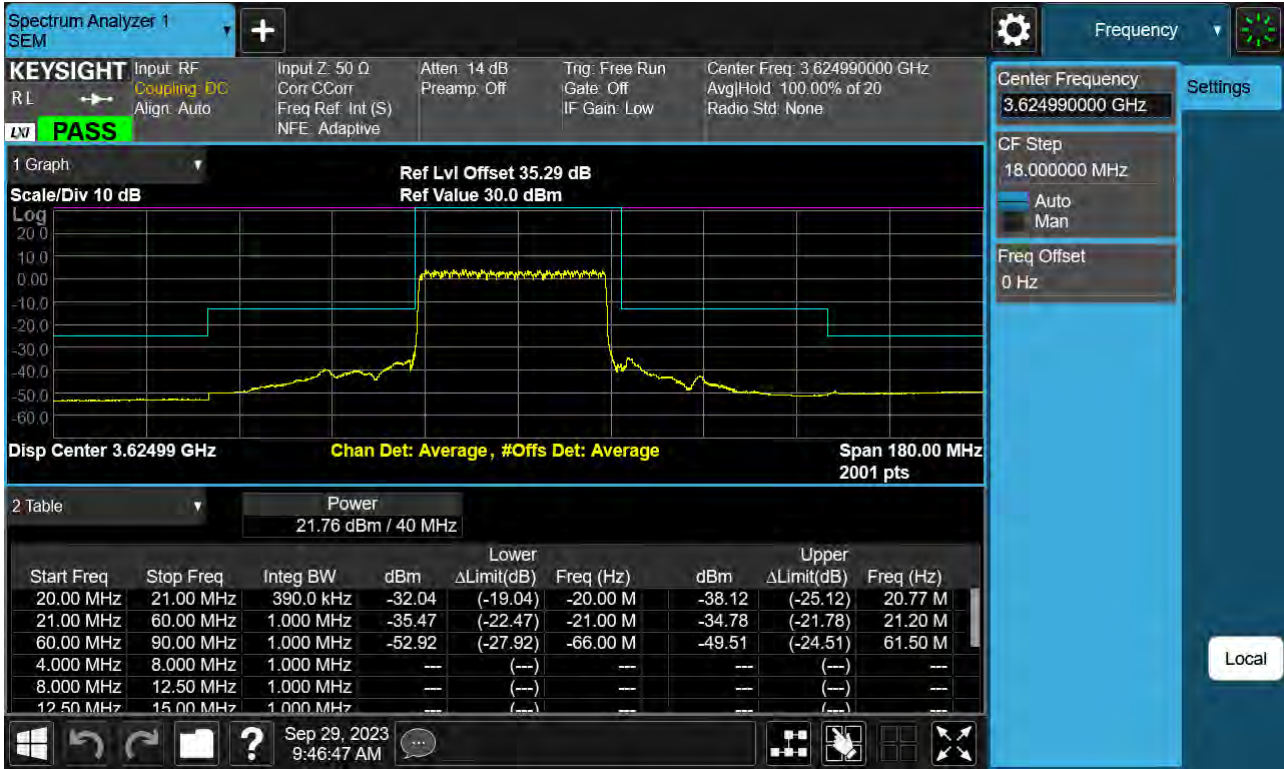 Spectrum Analyzer 1
SEM
Frequency
KEYSIGHT
Input: RF
Coupling: DC
Align: Auto
Input Z: 50 Ω
Corr CCorr
Freq Ref: Int (S)
NFE: Adaptive
Atten: 14 dB
Preamp: Off
Trig: Free Run
Gate: Off
IF Gain: Low
Center Freq: 3.624990000 GHz
Avg|Hold: 100.00% of 20
Radio Std: None
RL
LXI PASS
Center Frequency
3.624990000 GHz
Settings
CF Step
18.000000 MHz
Auto
Man
Freq Offset
0 Hz
1 Graph
Ref Lvl Offset 35.29 dB
Scale/Div 10 dB
Ref Value 30.0 dBm
Log
20.0
10.0
0.00
-10.0
-20.0
-30.0
-40.0
-50.0
-60.0
Disp Center 3.62499 GHz
Chan Det: Average, #Offs Det: Average
Span 180.00 MHz
2001 pts
2 Table
Power
21.76 dBm / 40 MHz
Lower Upper
Start Freq Stop Freq Integ BW dBm ΔLimit(dB) Freq (Hz) dBm ΔLimit(dB) Freq (Hz)
20.00 MHz 21.00 MHz 390.0 kHz -32.04 (-19.04) -20.00 M -38.12 (-25.12) 20.77 M
21.00 MHz 60.00 MHz 1.000 MHz -35.47 (-22.47) -21.00 M -34.78 (-21.78) 21.20 M
60.00 MHz 90.00 MHz 1.000 MHz -52.92 (-27.92) -66.00 M -49.51 (-24.51) 61.50 M
4.000 MHz 8.000 MHz 1.000 MHz --- (---) --- --- (---) ---
8.000 MHz 12.50 MHz 1.000 MHz --- (---) --- --- (---) ---
12.50 MHz 15.00 MHz 1.000 MHz --- (---) --- --- (---) ---
Local
?
Sep 29, 2023
9:46:47 AM